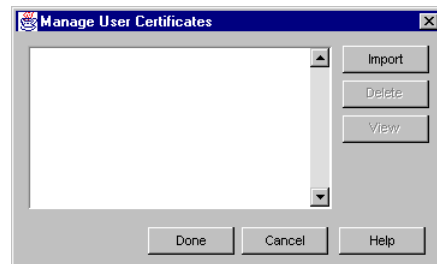 Manage User Certificates
Import
Delete
View
Done Cancel Help